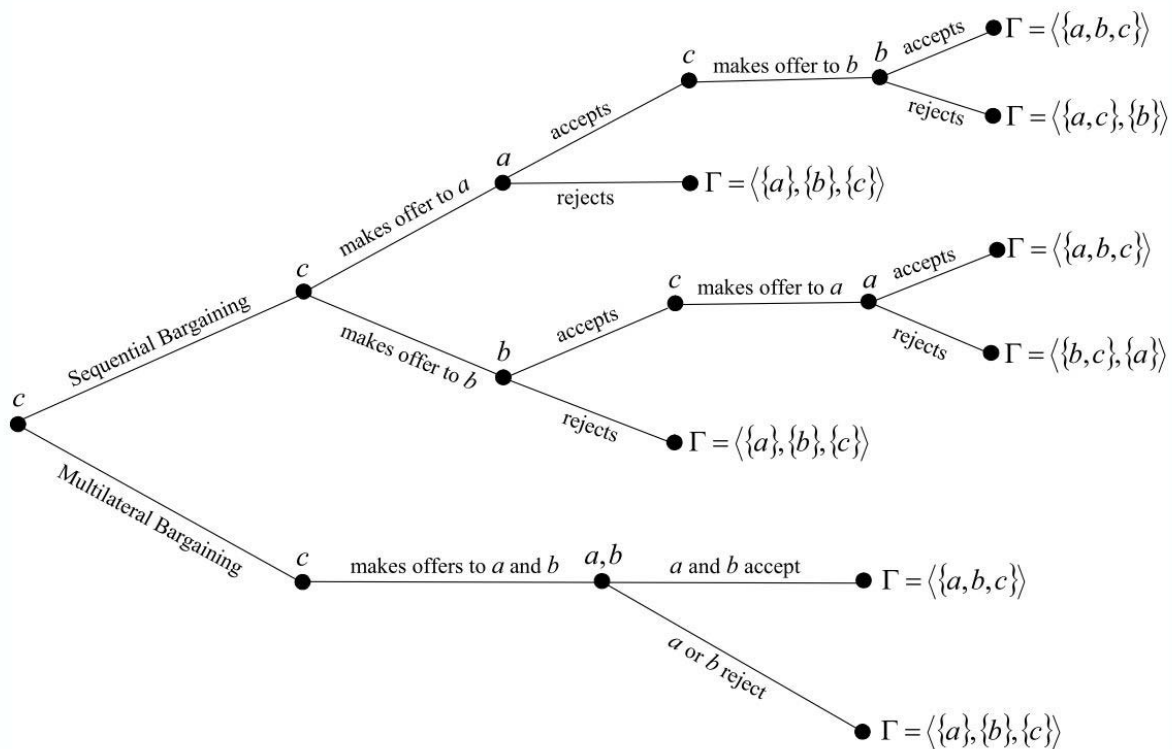 c
makes offer to b
b
accepts
Γ = ⟨{a,b,c}⟩
rejects
Γ = ⟨{a,c},{b}⟩
accepts
a
rejects
Γ = ⟨{a},{b},{c}⟩
makes offer to a
c
Sequential Bargaining
c
makes offer to b
b
accepts
c
makes offer to a
a
accepts
Γ = ⟨{a,b,c}⟩
rejects
Γ = ⟨{b,c},{a}⟩
rejects
Γ = ⟨{a},{b},{c}⟩
Multilateral Bargaining
c
makes offers to a and b
a,b
a and b accept
Γ = ⟨{a,b,c}⟩
a or b reject
Γ = ⟨{a},{b},{c}⟩